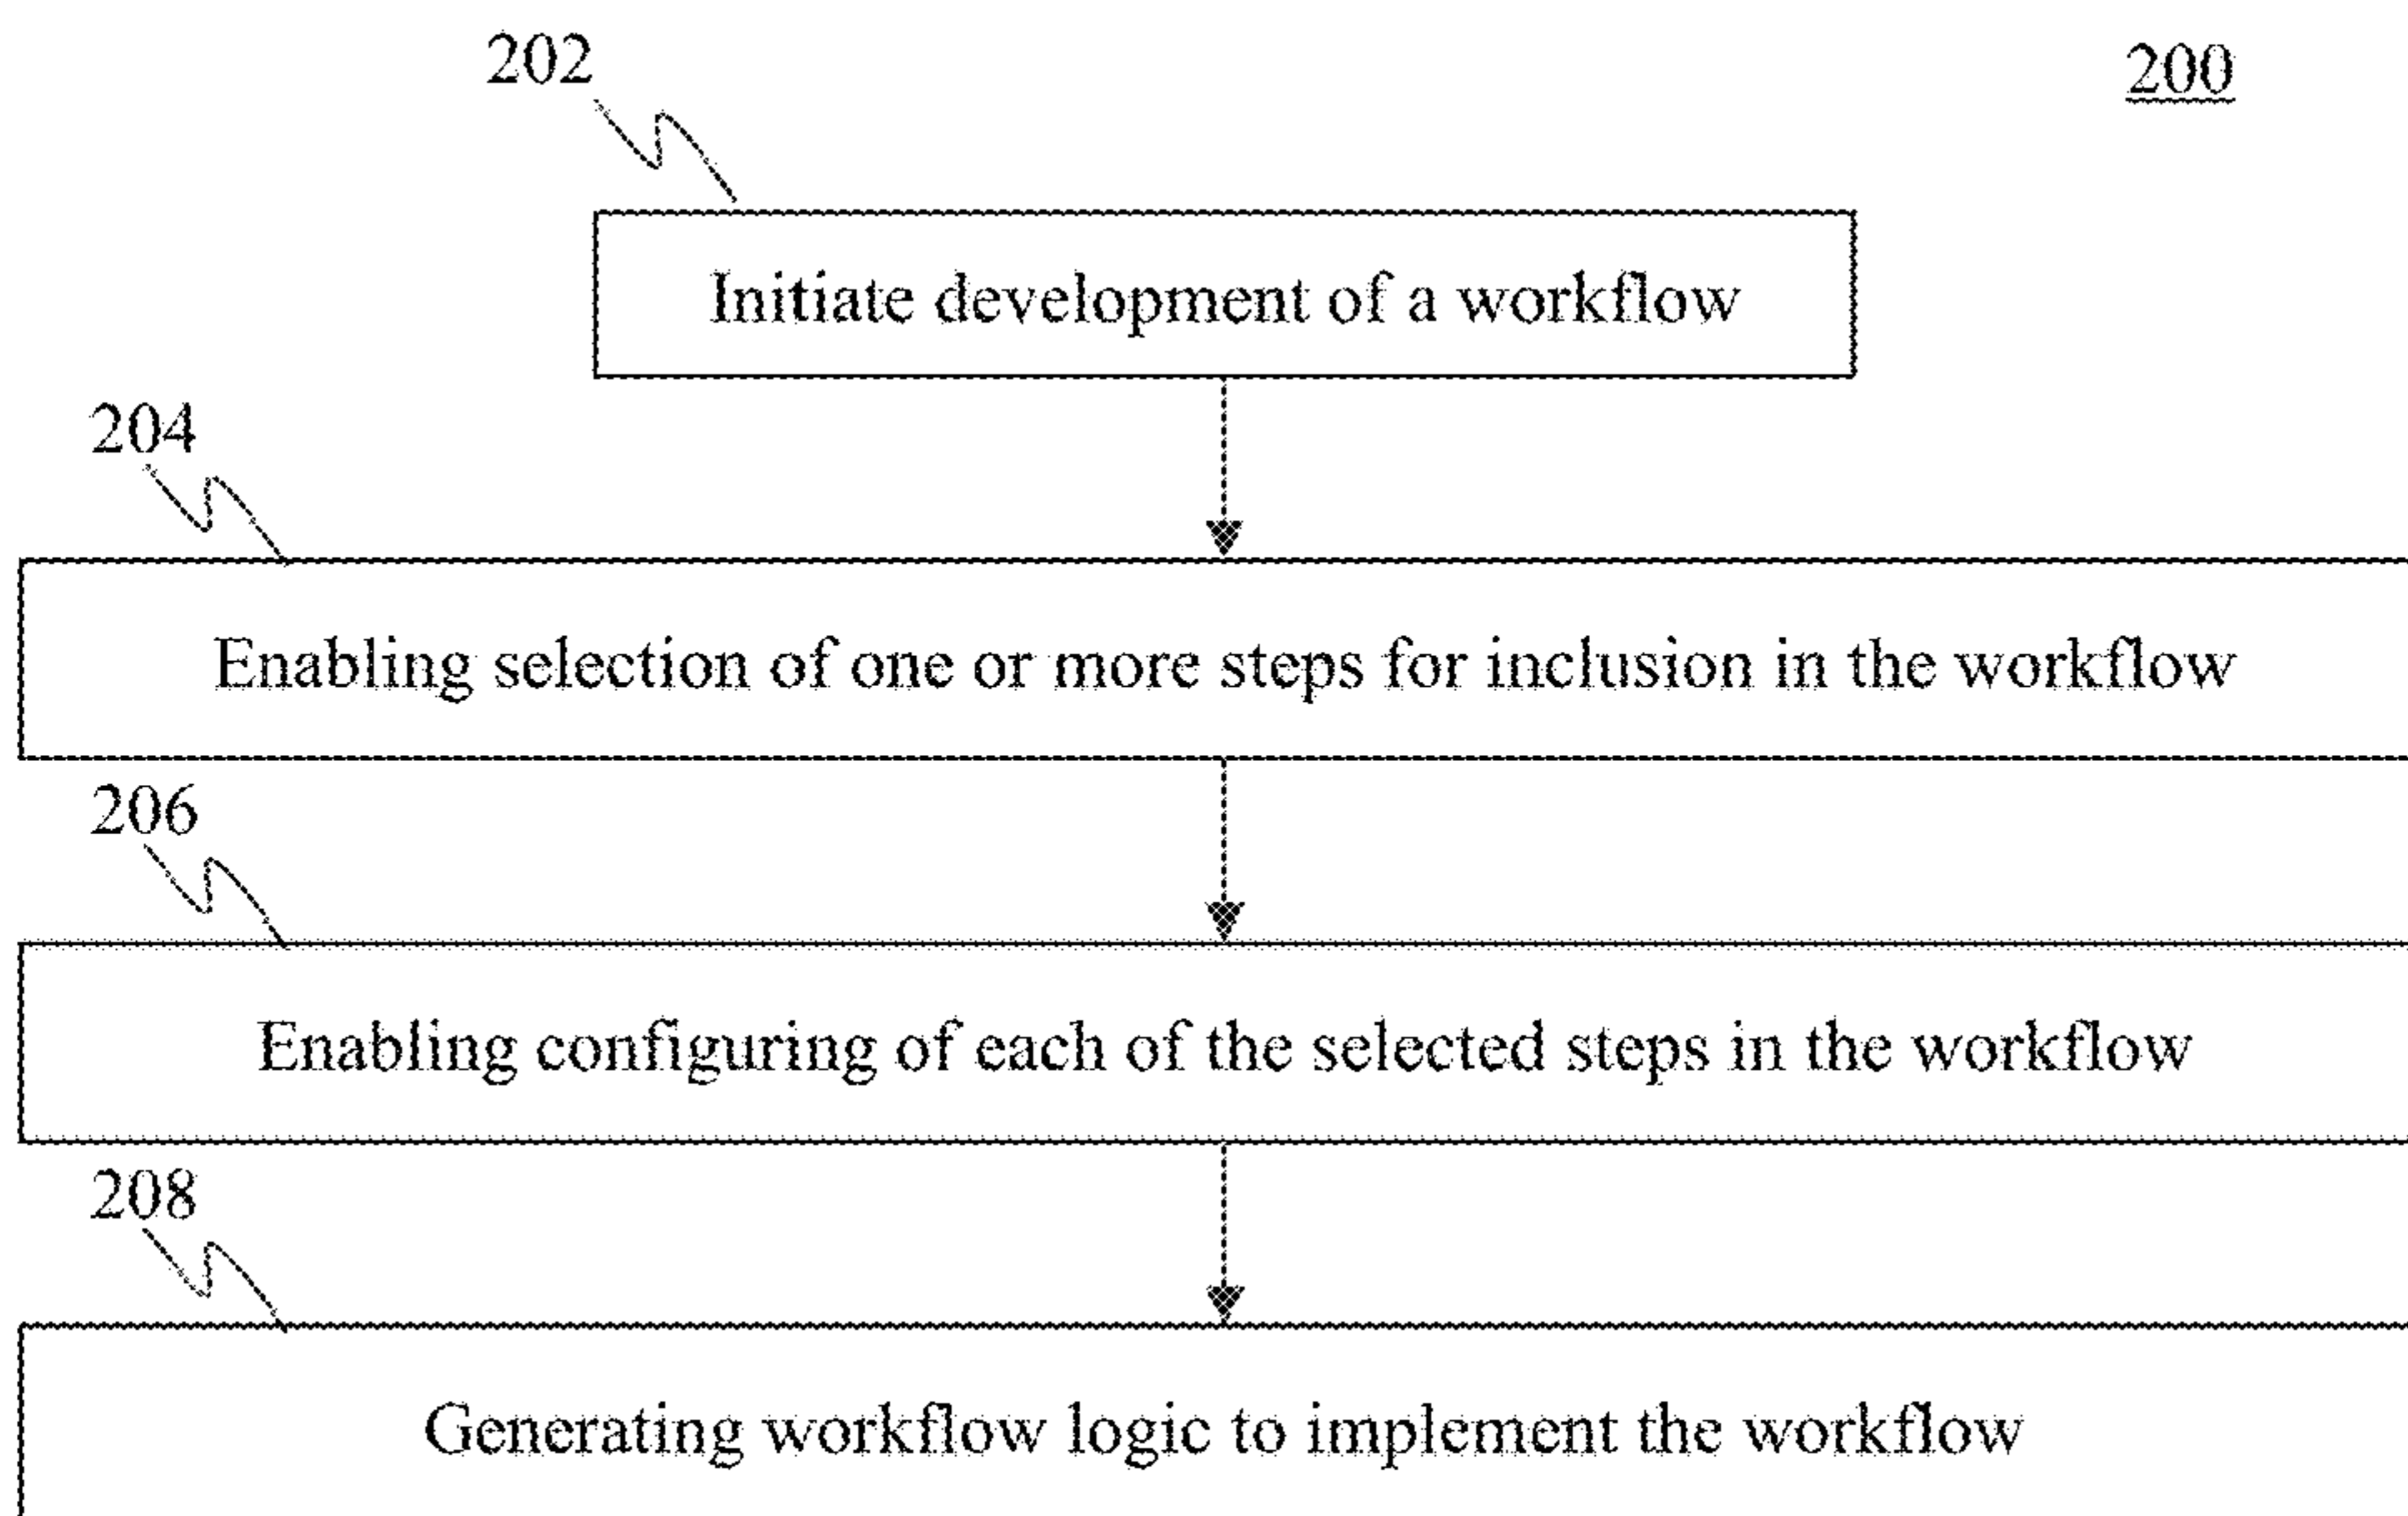 202
200
Initiate development of a workflow
204
Enabling selection of one or more steps for inclusion in the workflow
206
Enabling configuring of each of the selected steps in the workflow
208
Generating workflow logic to implement the workflow